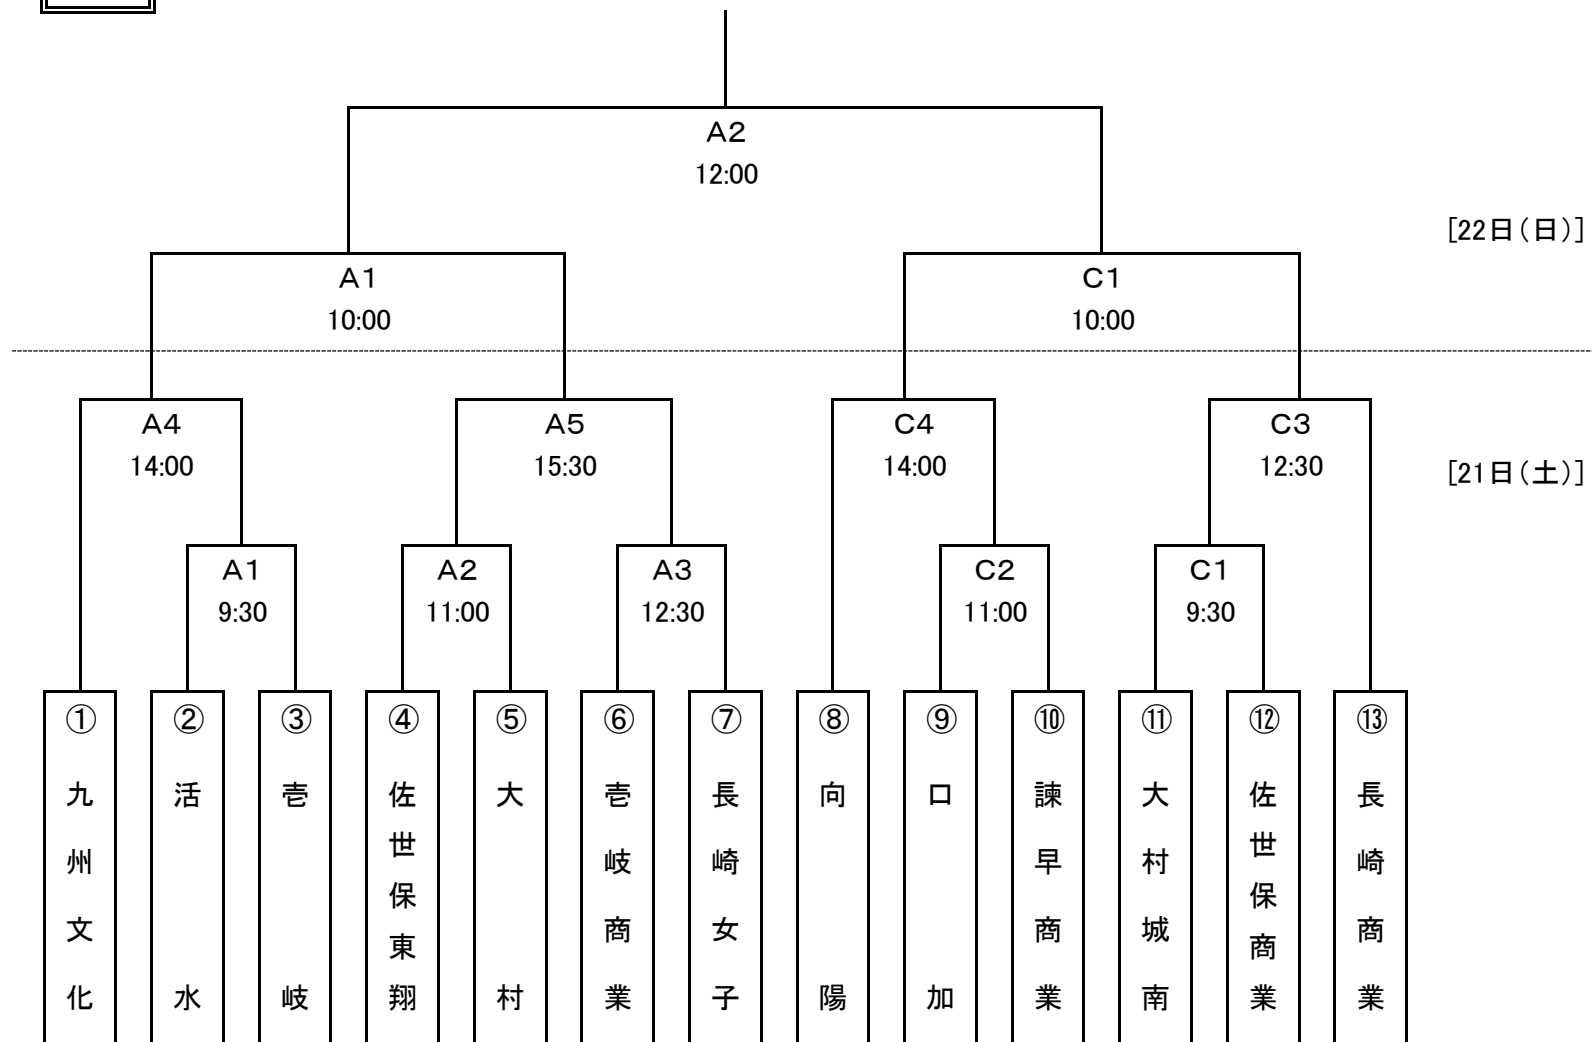 A2
12:00
[22日(日)]
A1
C1
10:00
10:00
A4
A5
C4
C3
14:00
15:30
14:00
12:30
[21日(土)]
A1
A2
A3
C2
C1
9:30
11:00
12:30
11:00
9:30
① 九州文化
② 活水
③ 壱岐
④ 佐世保東翔
⑤ 大村
⑥ 壱岐商業
⑦ 長崎女子
⑧ 向陽
⑨ 口加
⑩ 諫早商業
⑪ 大村城南
⑫ 佐世保商業
⑬ 長崎商業